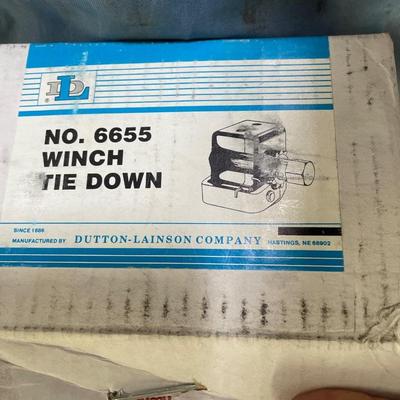 DL
®
NO. 6655
WINCH
TIE DOWN
SINCE 1886
MANUFACTURED BY DUTTON-LAINSON COMPANY HASTINGS, NE 68902